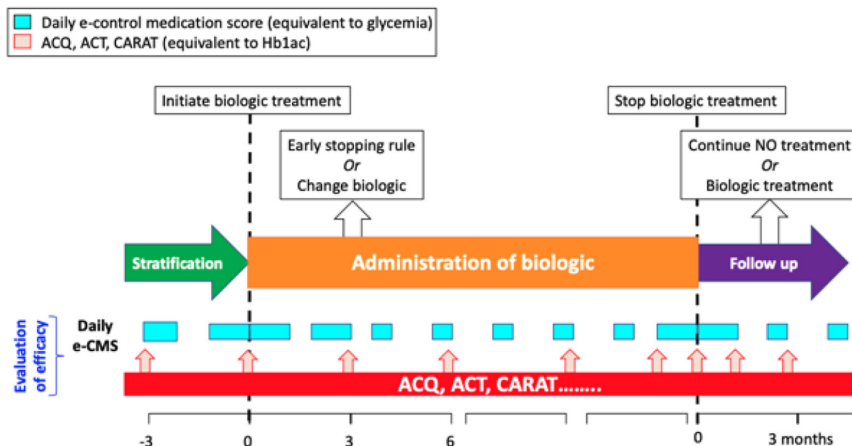 Daily e-control medication score (equivalent to glycemia)
ACQ, ACT, CARAT (equivalent to Hb1ac)
Initiate biologic treatment
Stop biologic treatment
Early stopping rule
Or
Change biologic
Continue NO treatment
Or
Biologic treatment
Stratification
Administration of biologic
Follow up
Evaluation
of efficacy
Daily
e-CMS
ACQ, ACT, CARAT........
-3 0 3 6 0 3 months